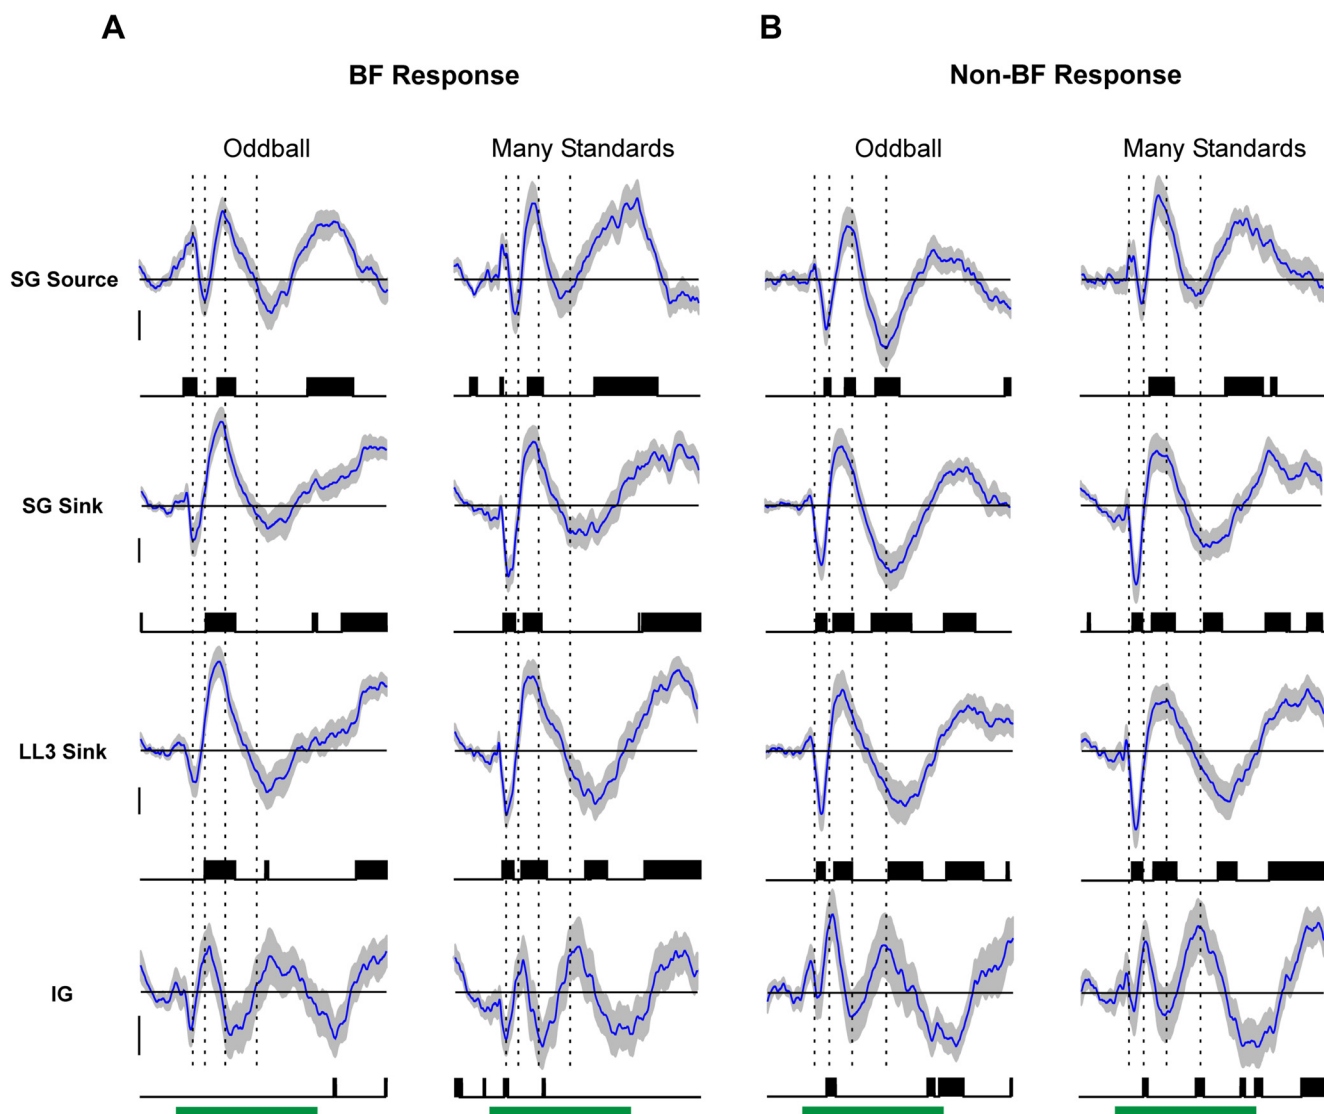 A
B
BF Response
Non-BF Response
Oddball
Many Standards
Oddball
Many Standards
SG Source
SG Sink
LL3 Sink
IG